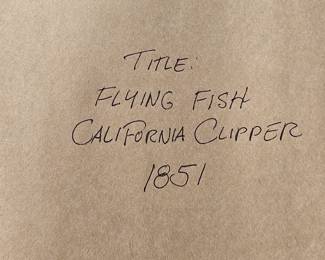 TITLE:
FLYING FISH
CALIFORNIA CLIPPER
1851